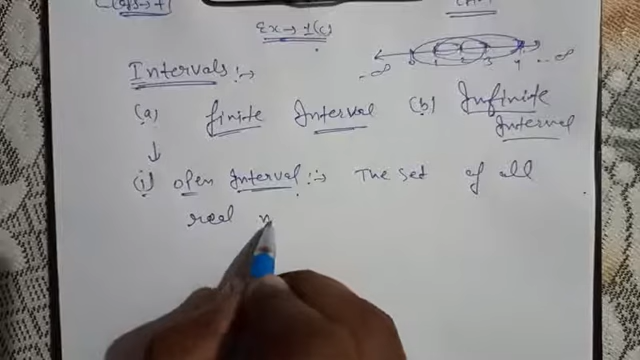 Ex → 1(c)
Intervals :→
-∞ ∞
(a) finite Interval (b) Infinite Interval
↓
(i) open Interval :→ The set of all
real n